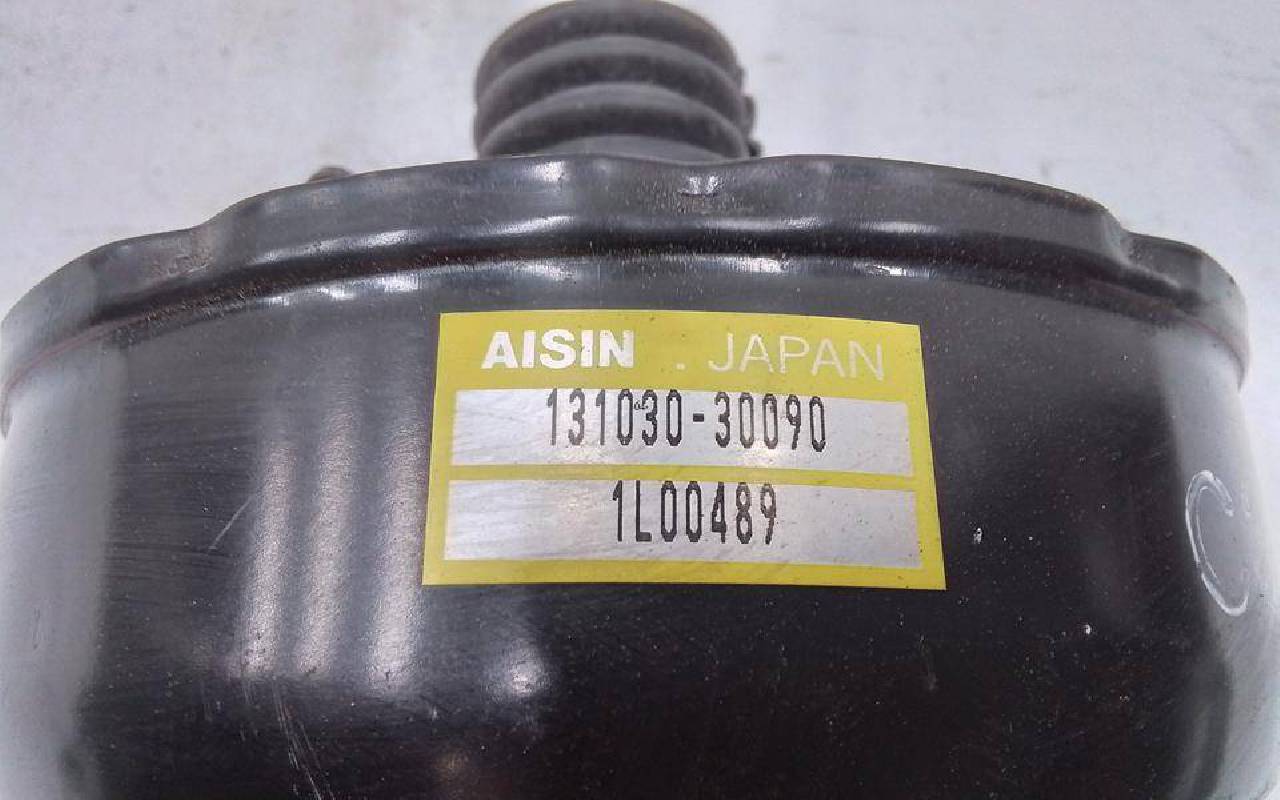 AISIN . JAPAN
131030-30090
1L00489
C